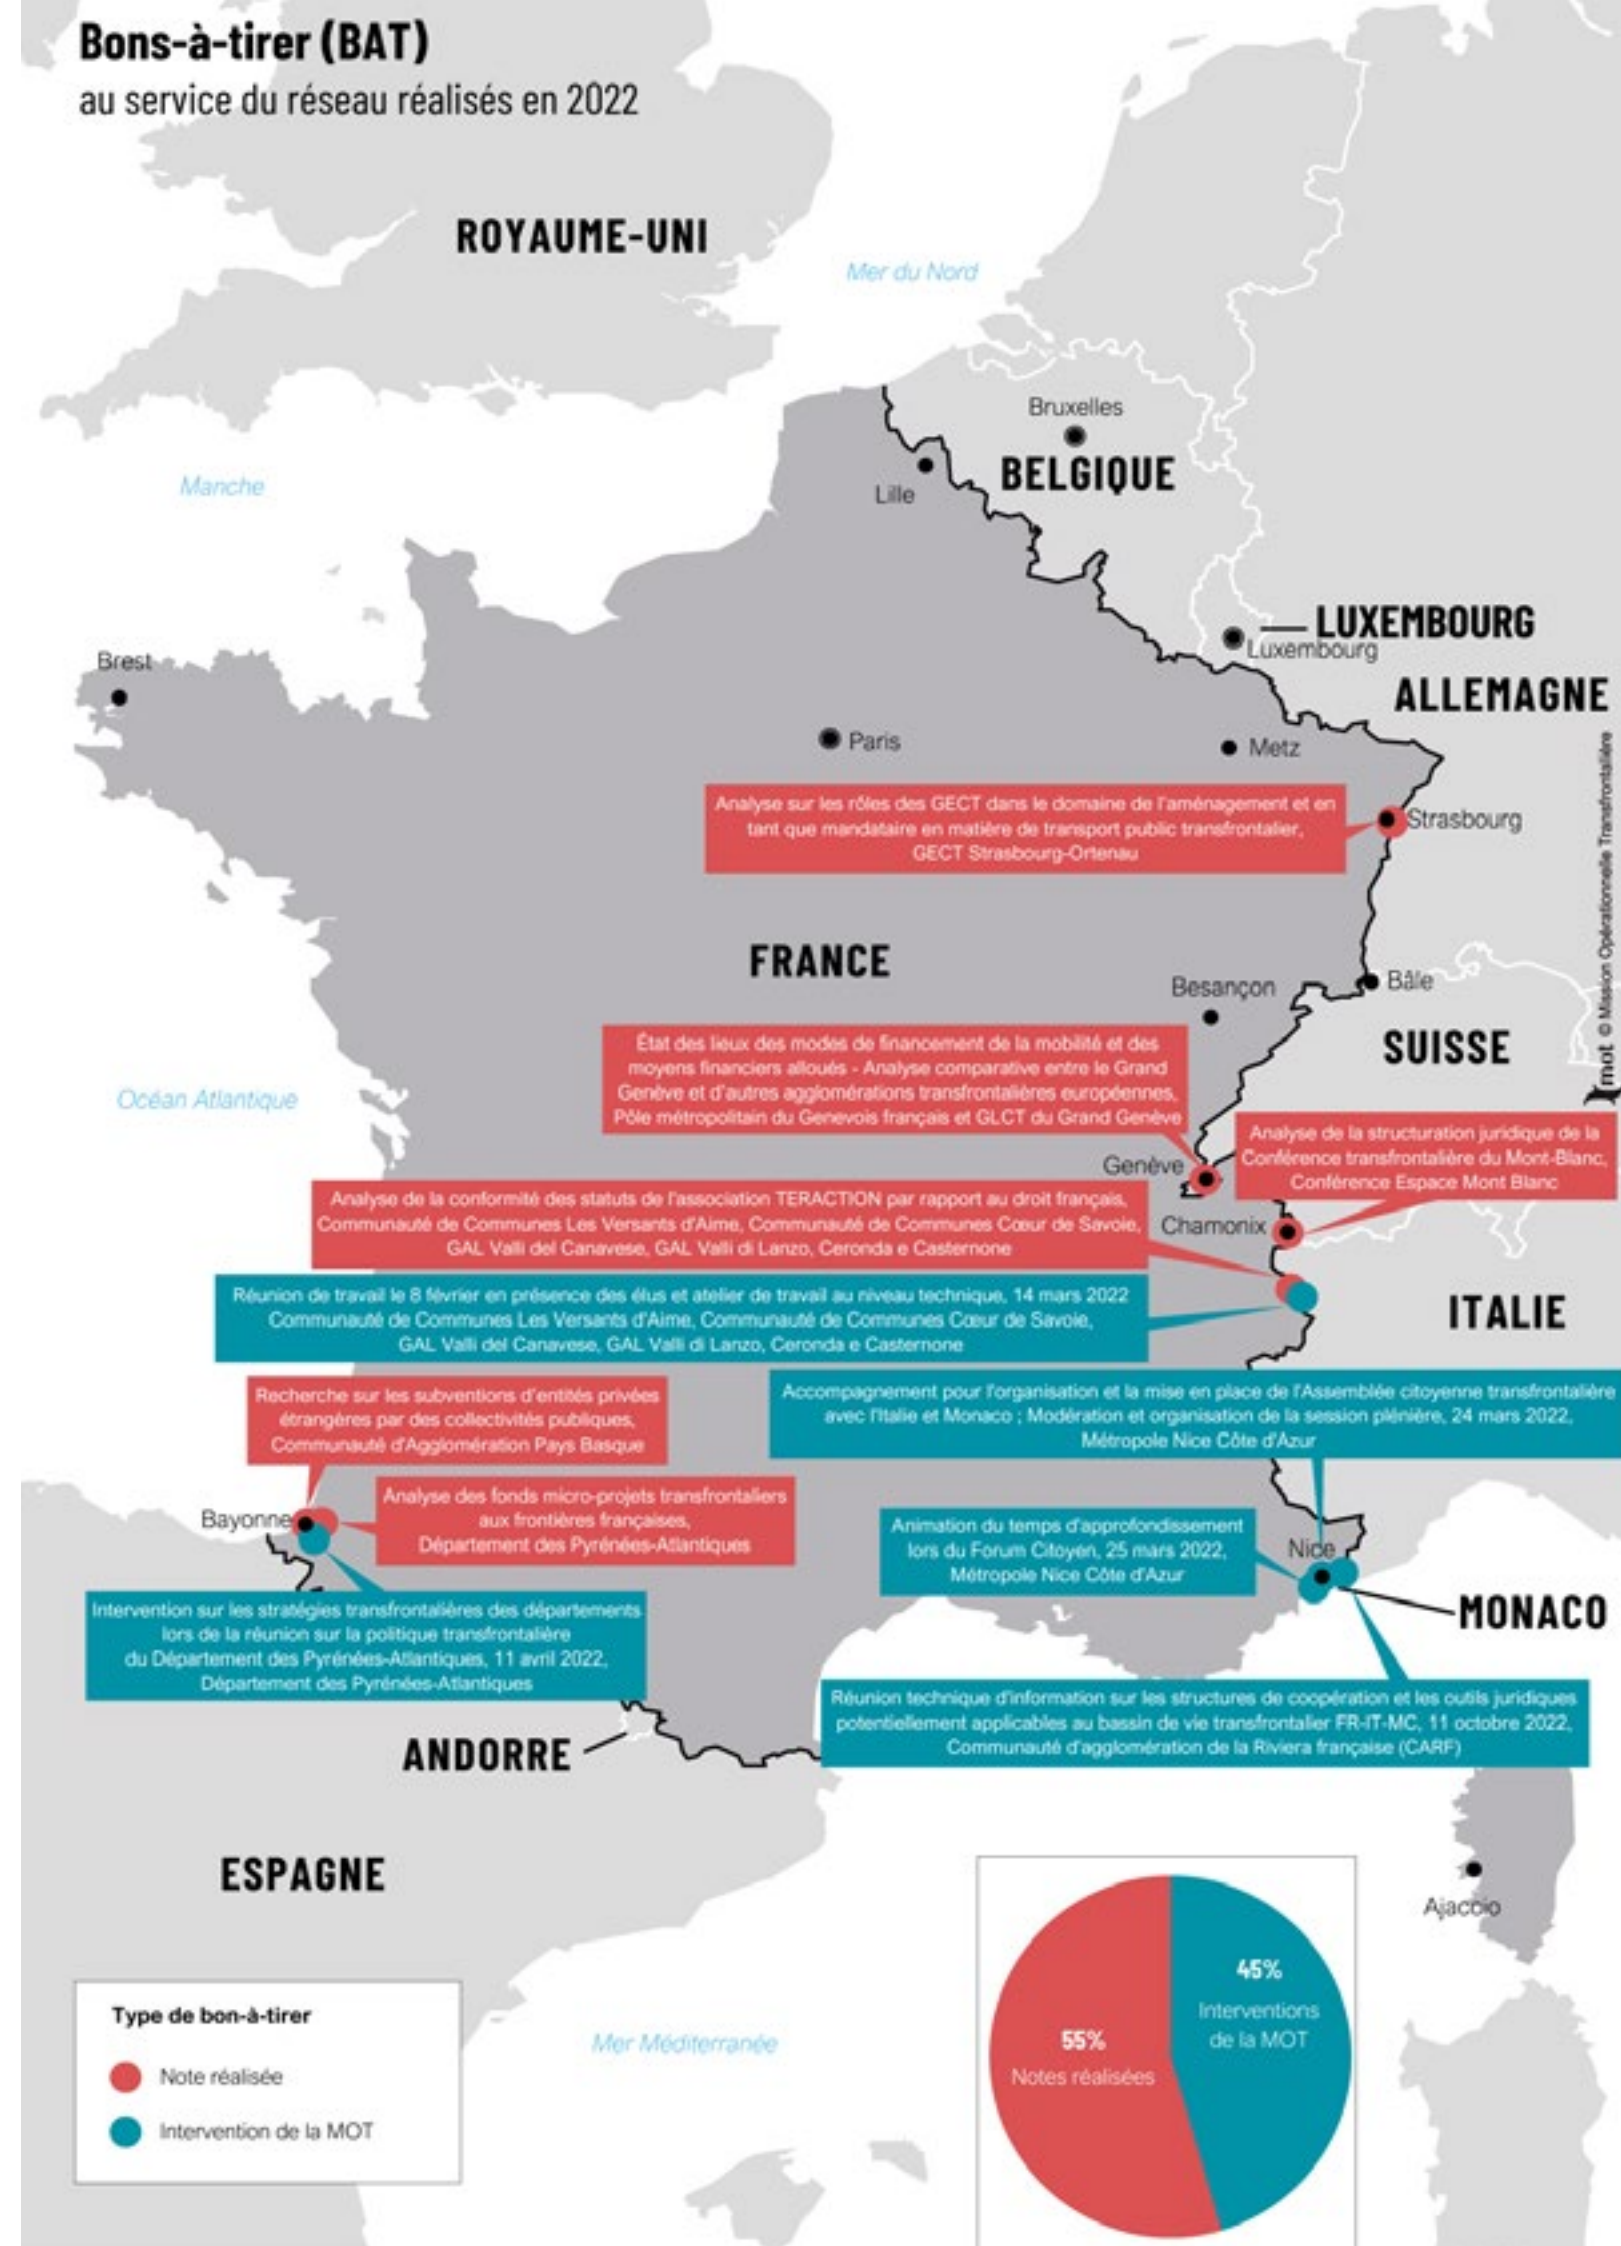 Bons-à-tirer (BAT)
au service du réseau réalisés en 2022
ROYAUME-UNI
Mer du Nord
Bruxelles
BELGIQUE
Lille
Manche
LUXEMBOURG
Luxembourg
Brest
ALLEMAGNE
Paris
Metz
Analyse sur les rôles des GECT dans le domaine de l'aménagement et en
tant que mandataire en matière de transport public transfrontalier,
GECT Strasbourg-Ortenau
Strasbourg
mot © Mission Opérationnelle Transfrontalière
FRANCE
Bâle
Besançon
SUISSE
État des lieux des modes de financement de la mobilité et des
moyens financiers alloués - Analyse comparative entre le Grand
Genève et d'autres agglomérations transfrontalières européennes,
Pôle métropolitain du Genevois français et GLCT du Grand Genève
Océan Atlantique
Analyse de la structuration juridique de la
Conférence transfrontalière du Mont-Blanc,
Conférence Espace Mont Blanc
Genève
Analyse de la conformité des statuts de l'association TERACTION par rapport au droit français,
Communauté de Communes Les Versants d'Aime, Communauté de Communes Cœur de Savoie,
GAL Valli del Canavese, GAL Valli di Lanzo, Ceronda e Casternone
Chamonix
Réunion de travail le 8 février en présence des élus et atelier de travail au niveau technique, 14 mars 2022
Communauté de Communes Les Versants d'Aime, Communauté de Communes Cœur de Savoie,
GAL Valli del Canavese, GAL Valli di Lanzo, Ceronda e Casternone
ITALIE
Recherche sur les subventions d'entités privées
étrangères par des collectivités publiques,
Communauté d'Agglomération Pays Basque
Accompagnement pour l'organisation et la mise en place de l'Assemblée citoyenne transfrontalière
avec l'Italie et Monaco ; Modération et organisation de la session plénière, 24 mars 2022,
Métropole Nice Côte d'Azur
Bayonne
Analyse des fonds micro-projets transfrontaliers
aux frontières françaises,
Département des Pyrénées-Atlantiques
Animation du temps d'approfondissement
lors du Forum Citoyen, 25 mars 2022,
Métropole Nice Côte d'Azur
Nice
MONACO
Intervention sur les stratégies transfrontalières des départements
lors de la réunion sur la politique transfrontalière
du Département des Pyrénées-Atlantiques, 11 avril 2022,
Département des Pyrénées-Atlantiques
Réunion technique d'information sur les structures de coopération et les outils juridiques
potentiellement applicables au bassin de vie transfrontalier FR-IT-MC, 11 octobre 2022,
Communauté d'agglomération de la Riviera française (CARF)
ANDORRE
ESPAGNE
Ajaccio
Type de bon-à-tirer
Note réalisée
Intervention de la MOT
Mer Méditerranée
45%
Interventions
de la MOT
55%
Notes réalisées